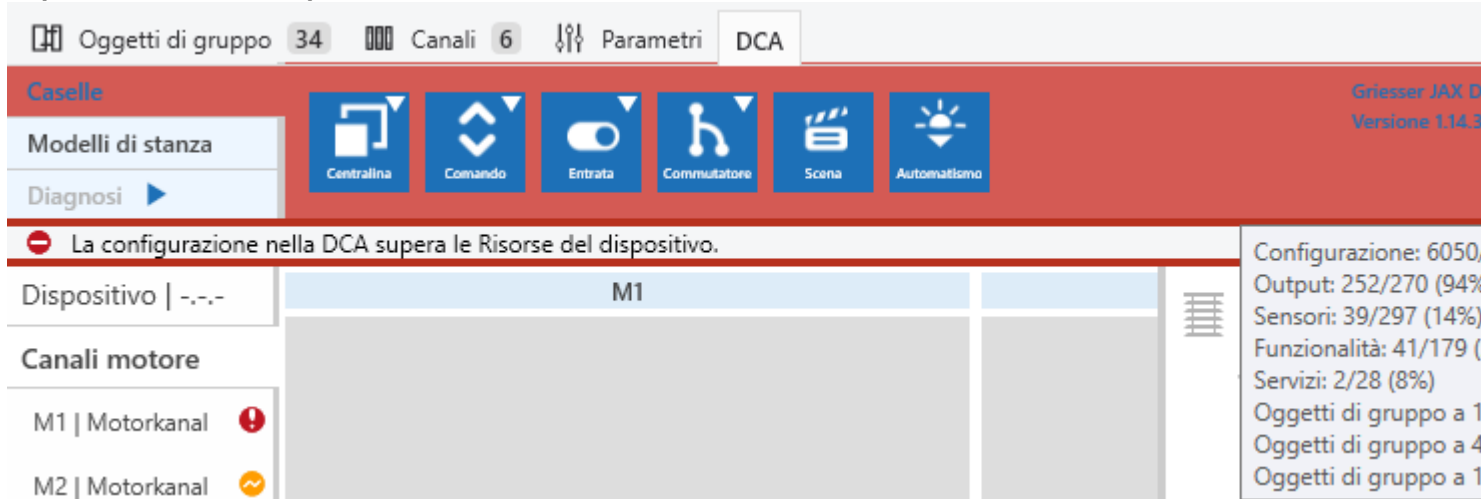 Oggetti di gruppo 34 Canali 6 Parametri DCA
Caselle
Modelli di stanza
Diagnosi
Centralina Comando Entrata Commutatore Scena Automatismo
Griesser JAX D
Versione 1.14.3
La configurazione nella DCA supera le Risorse del dispositivo.
Dispositivo | -.-.-
M1
Canali motore
M1 | Motorkanal
M2 | Motorkanal
Configurazione: 6050/
Output: 252/270 (94%
Sensori: 39/297 (14%)
Funzionalità: 41/179 (
Servizi: 2/28 (8%)
Oggetti di gruppo a 1
Oggetti di gruppo a 4
Oggetti di gruppo a 1